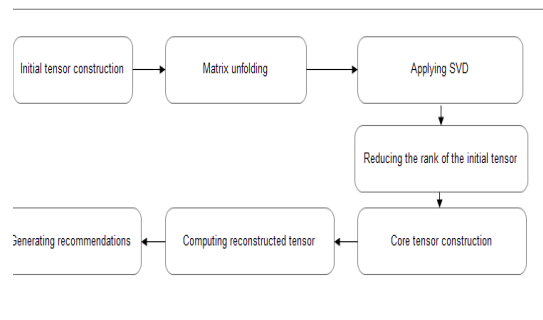 Initial tensor construction
Matrix unfolding
Applying SVD
Reducing the rank of the initial tensor
Core tensor construction
Computing reconstructed tensor
Generating recommendations